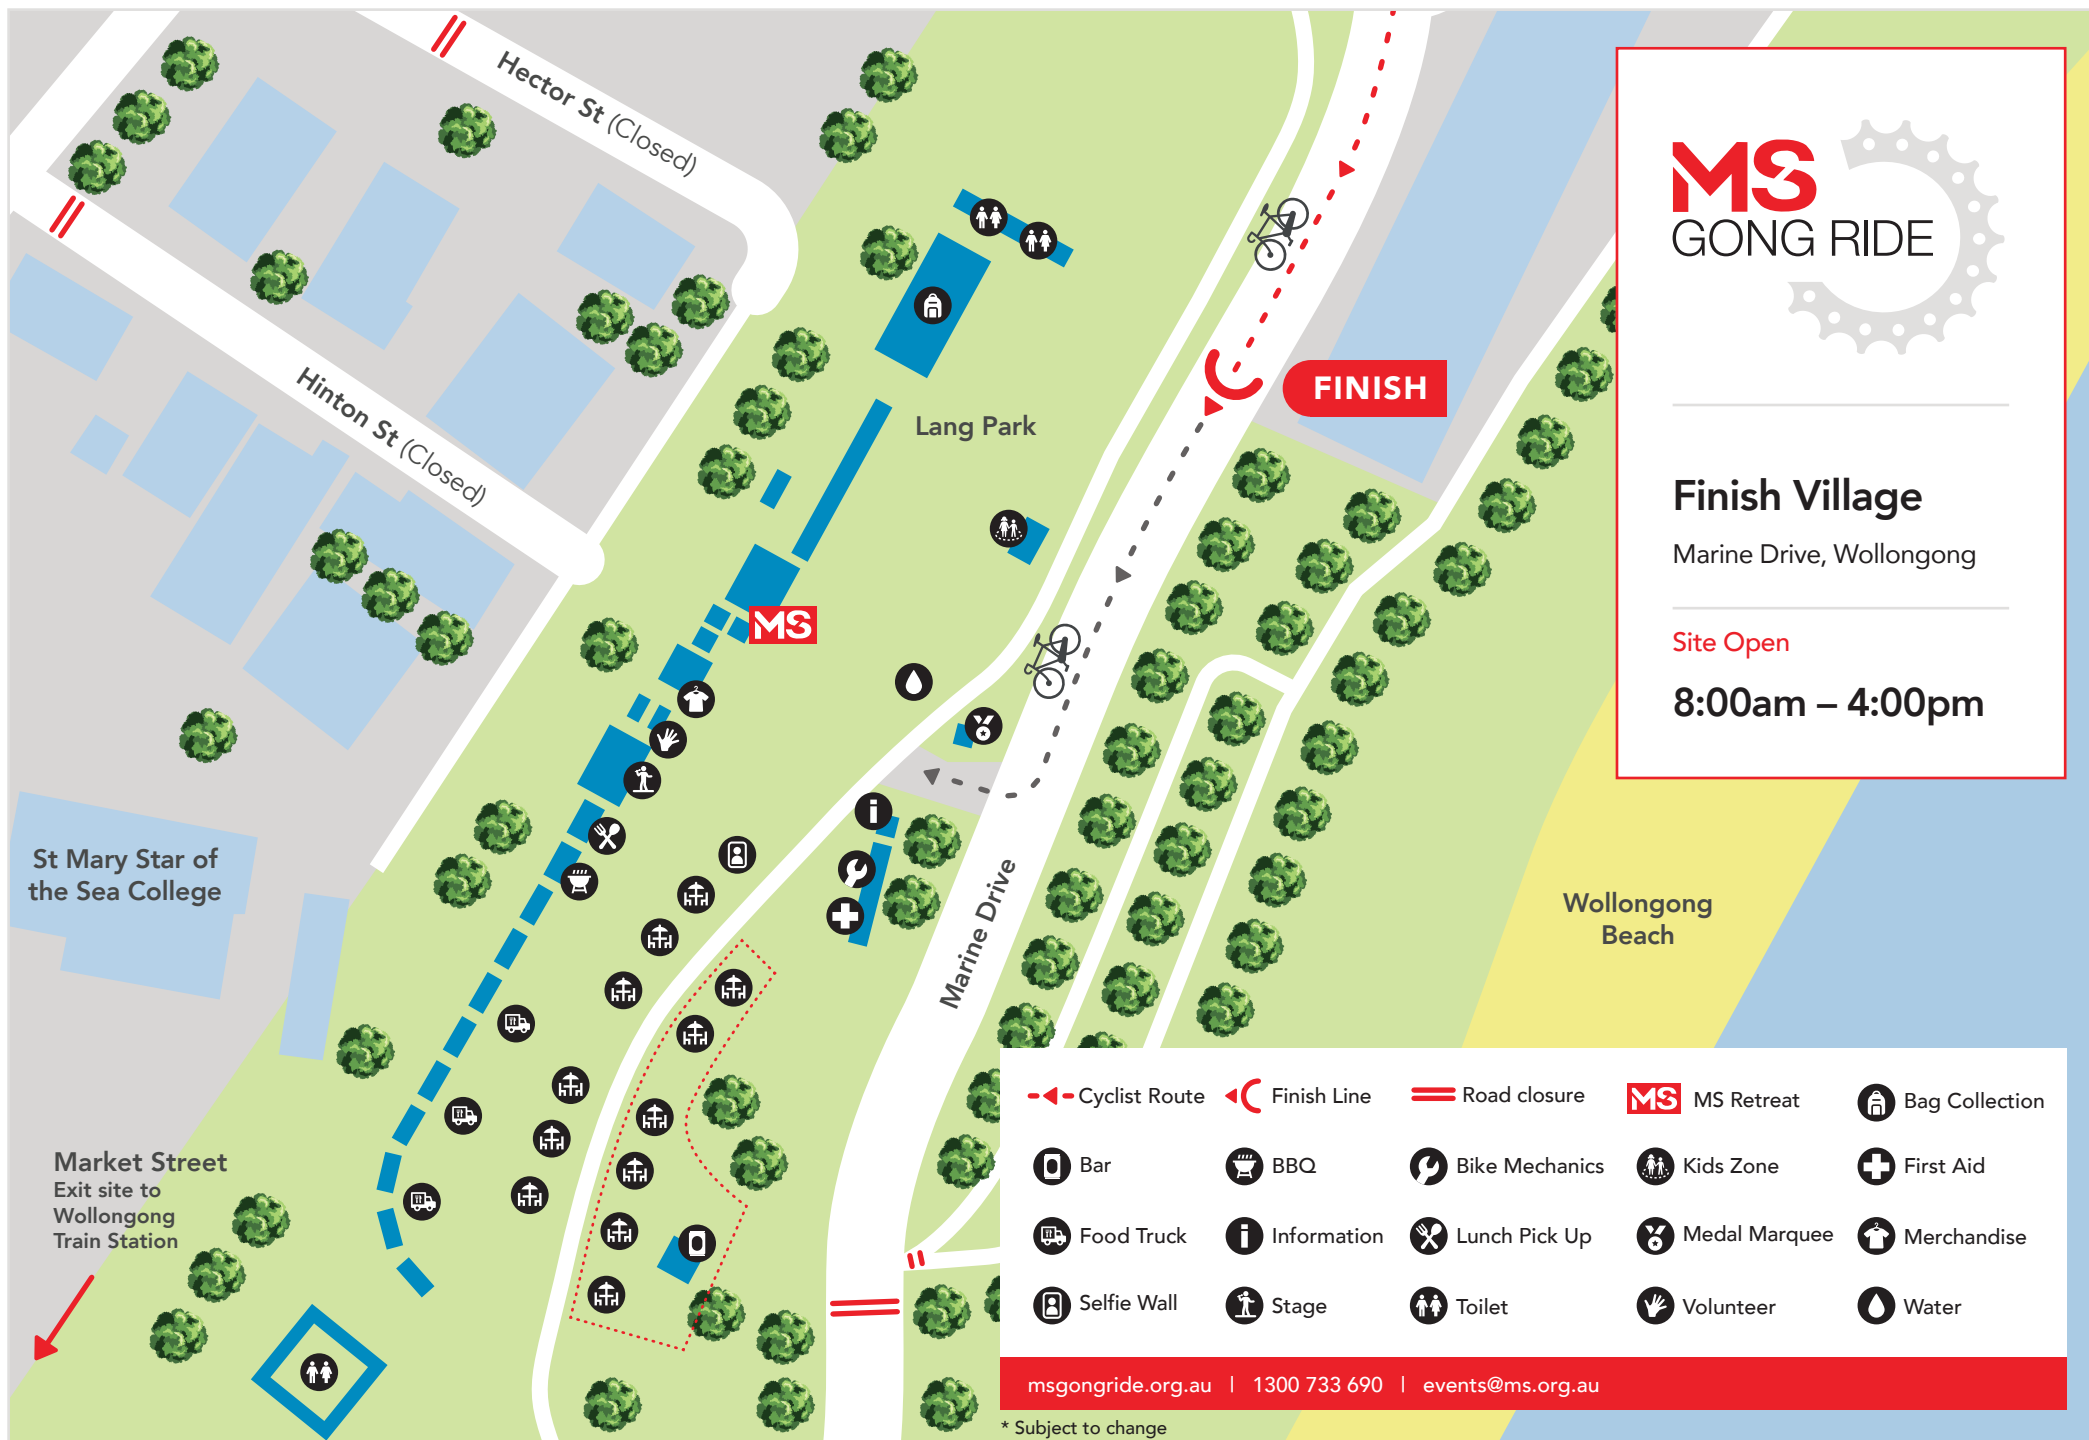 Hector St (Closed)
Hinton St (Closed)
Lang Park
FINISH
MS
St Mary Star of
the Sea College
Marine Drive
Wollongong
Beach
Market Street
Exit site to
Wollongong
Train Station
MS
GONG RIDE
Finish Village
Marine Drive, Wollongong
Site Open
8:00am – 4:00pm
Cyclist Route
Finish Line
Road closure
MS MS Retreat
Bag Collection
Bar
BBQ
Bike Mechanics
Kids Zone
First Aid
Food Truck
i Information
Lunch Pick Up
Medal Marquee
Merchandise
Selfie Wall
Stage
Toilet
Volunteer
Water
msgongride.org.au | 1300 733 690 | events@ms.org.au
* Subject to change